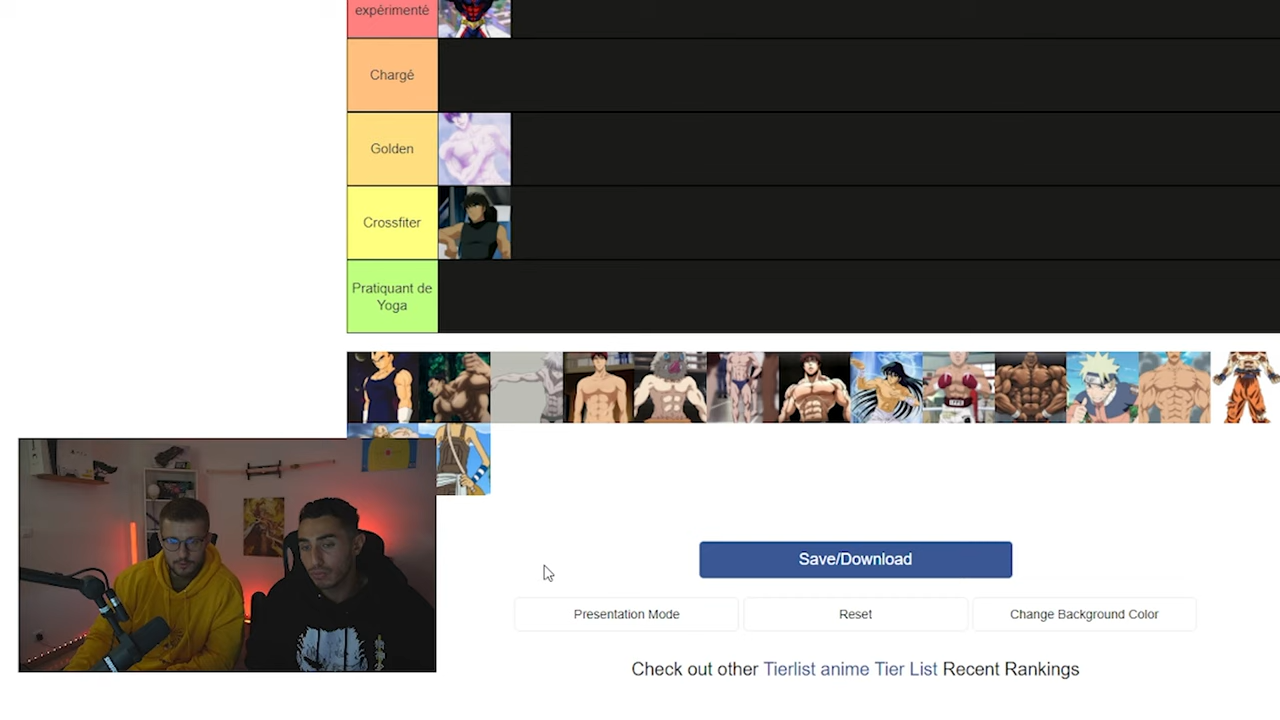 expérimenté
Chargé
Golden
Crossfiter
Pratiquant de
Yoga
Save/Download
Presentation Mode
Reset
Change Background Color
Check out other Tierlist anime Tier List Recent Rankings